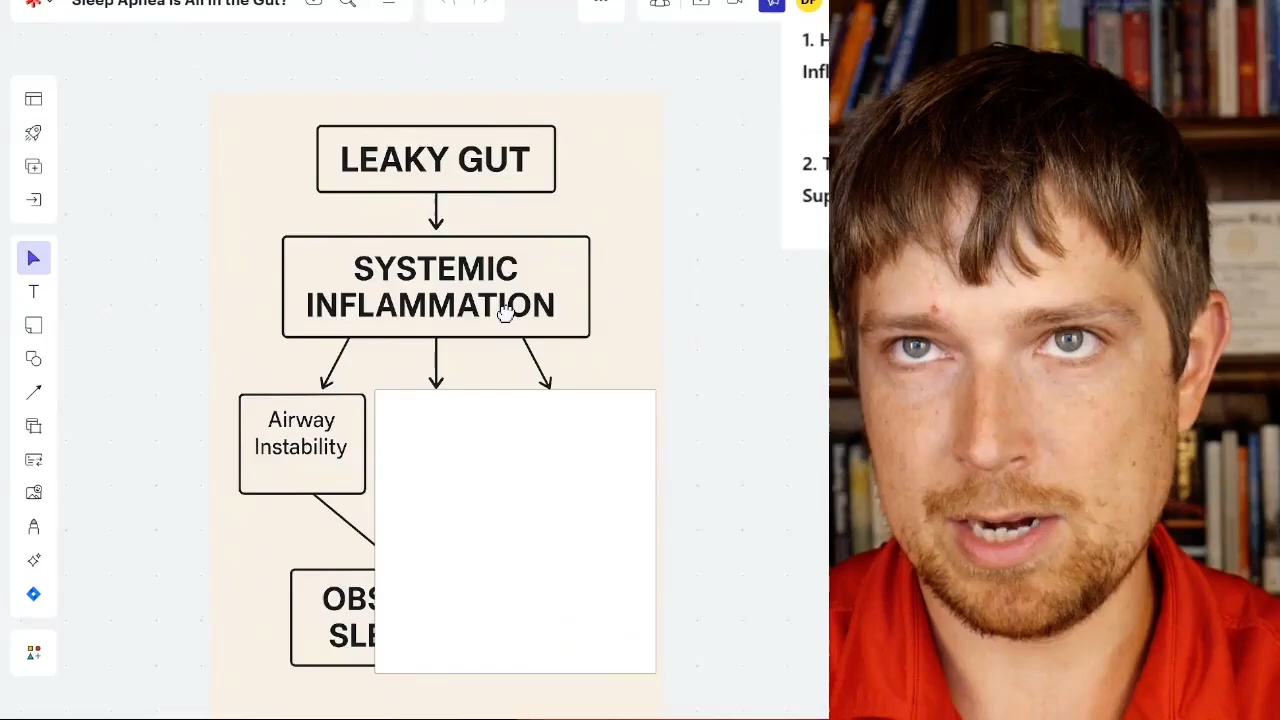 Sleep Apnea is All in the Gut?
DP
1. H
Infl
2. T
Sup
LEAKY GUT
SYSTEMIC
INFLAMMATION
Airway
Instability
OBS
SLE